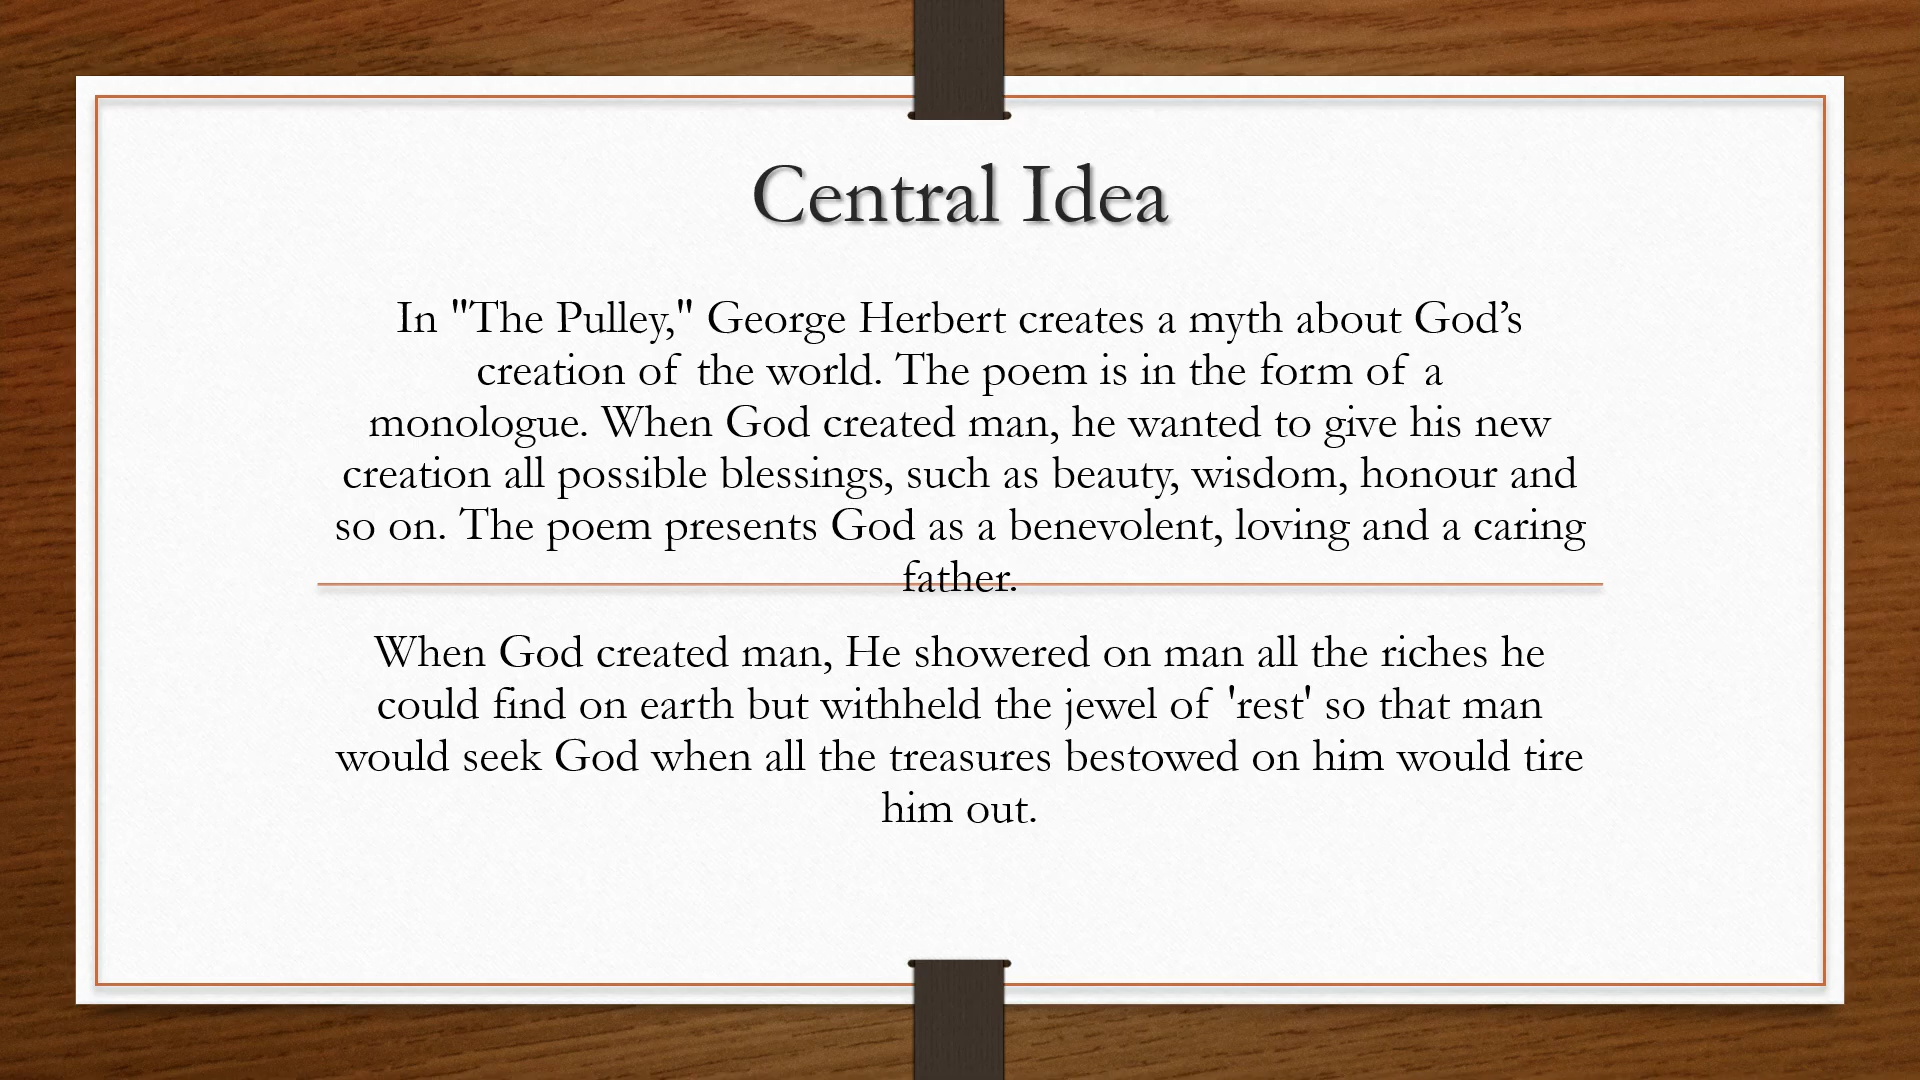 Central Idea
In "The Pulley," George Herbert creates a myth about God’s
creation of the world. The poem is in the form of a
monologue. When God created man, he wanted to give his new
creation all possible blessings, such as beauty, wisdom, honour and
so on. The poem presents God as a benevolent, loving and a caring
father.
When God created man, He showered on man all the riches he
could find on earth but withheld the jewel of 'rest' so that man
would seek God when all the treasures bestowed on him would tire
him out.